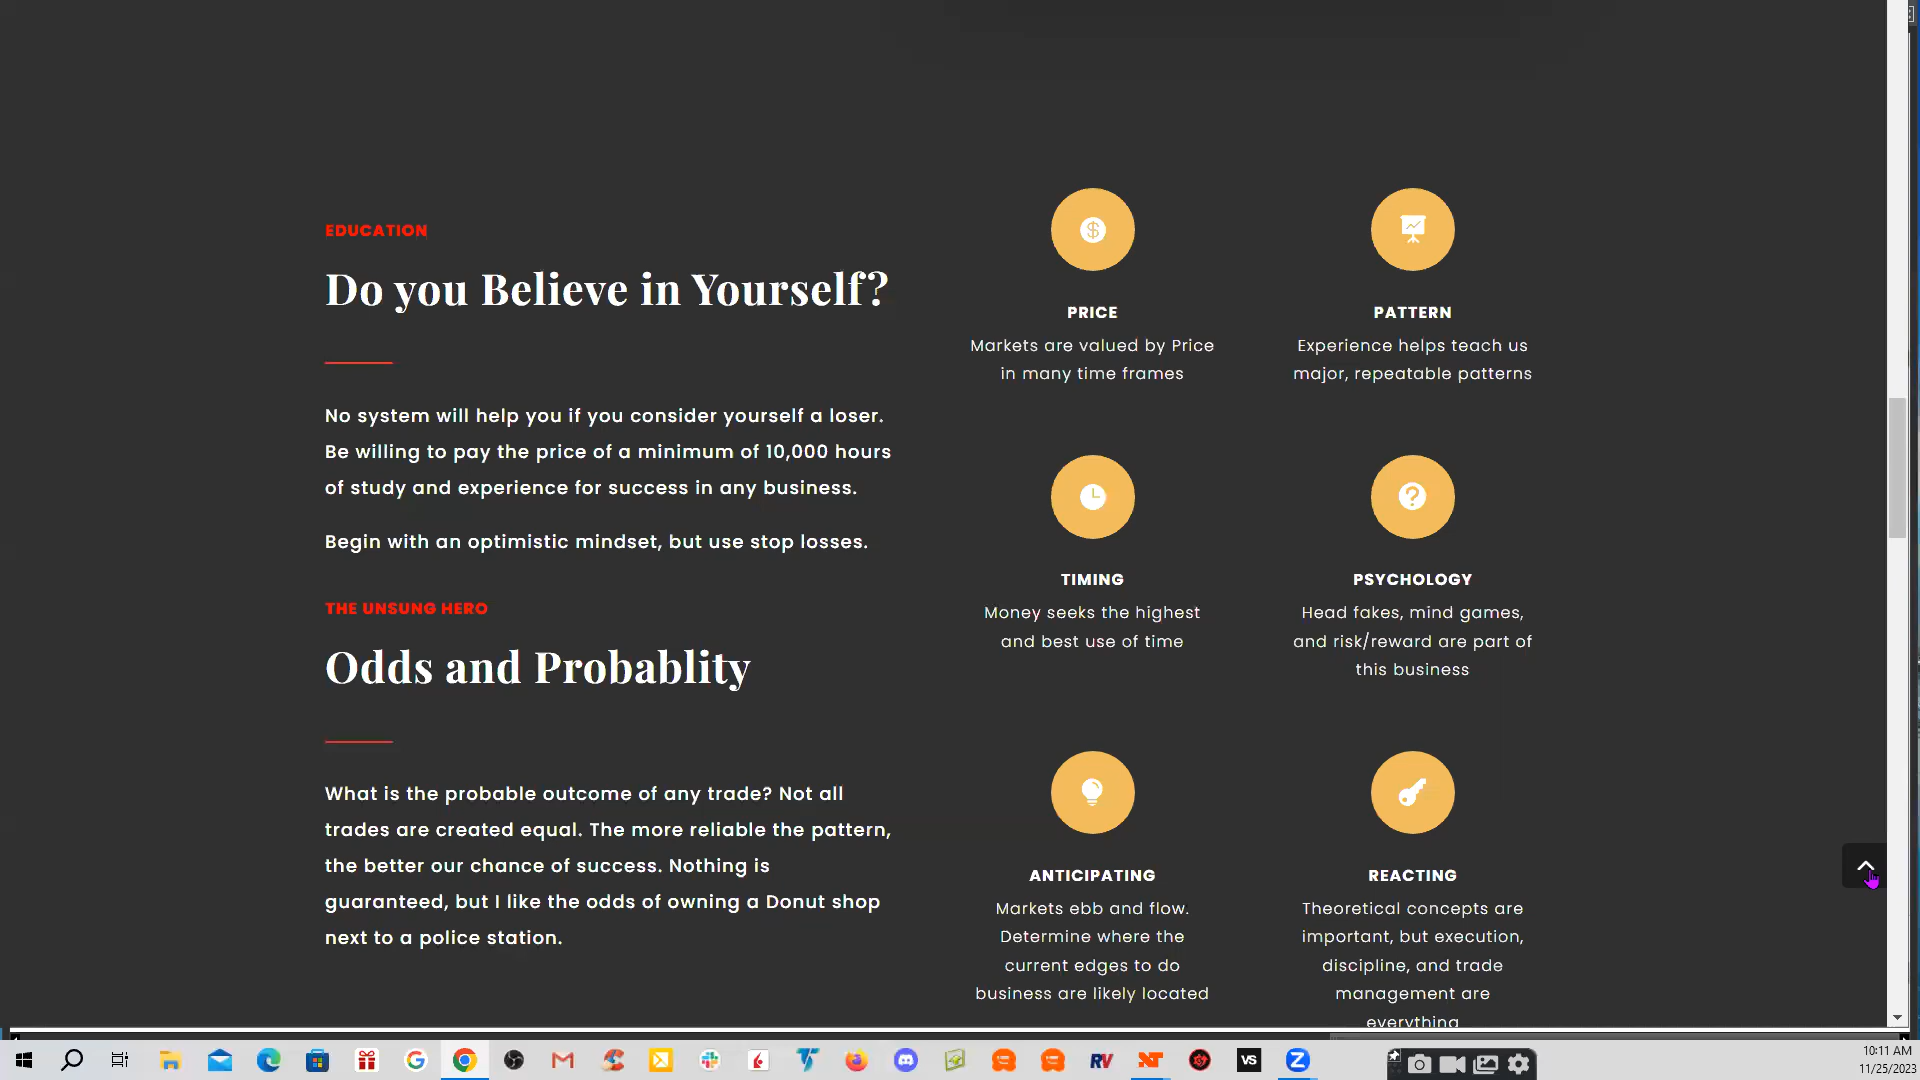 EDUCATION
Do you Believe in Yourself?
No system will help you if you consider yourself a loser.
Be willing to pay the price of a minimum of 10,000 hours
of study and experience for success in any business.
Begin with an optimistic mindset, but use stop losses.
THE UNSUNG HERO
Odds and Probablity
What is the probable outcome of any trade? Not all
trades are created equal. The more reliable the pattern,
the better our chance of success. Nothing is
guaranteed, but I like the odds of owning a Donut shop
next to a police station.
PRICE
Markets are valued by Price
in many time frames
PATTERN
Experience helps teach us
major, repeatable patterns
TIMING
Money seeks the highest
and best use of time
PSYCHOLOGY
Head fakes, mind games,
and risk/reward are part of
this business
ANTICIPATING
Markets ebb and flow.
Determine where the
current edges to do
business are likely located
REACTING
Theoretical concepts are
important, but execution,
discipline, and trade
management are
everything
RV
VS
10:11 AM
11/25/2023